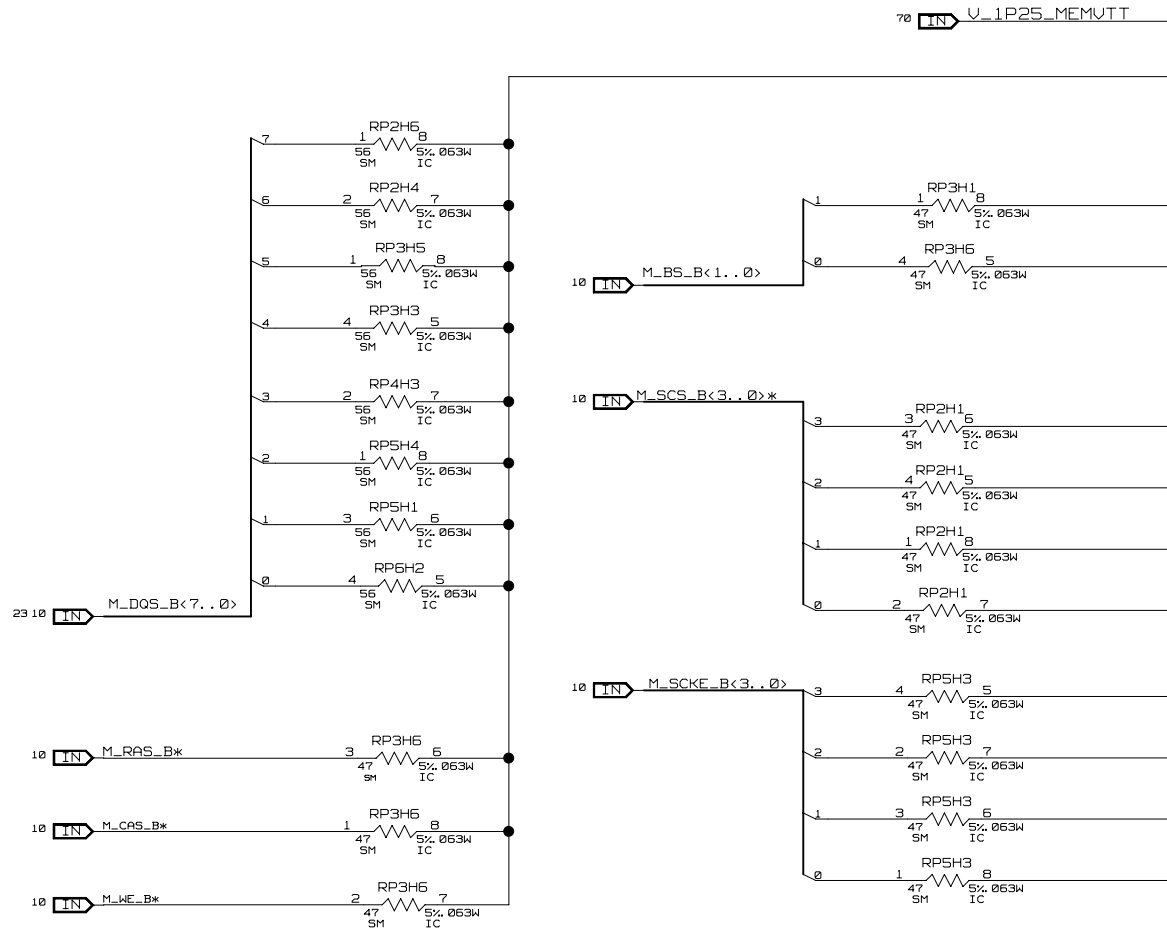 70 IN V_1P25_MEMVTT
7 1 RP2H6 8
56 5%.063W
SM IC
6 2 RP2H4 7
56 5%.063W
SM IC
5 1 RP3H5 8
56 5%.063W
SM IC
4 4 RP3H3 5
56 5%.063W
SM IC
3 2 RP4H3 7
56 5%.063W
SM IC
2 1 RP5H4 8
56 5%.063W
SM IC
1 3 RP5H1 6
56 5%.063W
SM IC
0 4 RP6H2 5
56 5%.063W
SM IC
23 10 IN M_DQS_B<7..0>
10 IN M_RAS_B* 3 RP3H6 6
47 5%.063W
SM IC
10 IN M_CAS_B* 1 RP3H6 8
47 5%.063W
SM IC
10 IN M_WE_B* 2 RP3H6 7
47 5%.063W
SM IC
1 1 RP3H1 8
47 5%.063W
SM IC
0 4 RP3H6 5
47 5%.063W
SM IC
10 IN M_BS_B<1..0>
10 IN M_SCS_B<3..0>*
3 3 RP2H1 6
47 5%.063W
SM IC
2 4 RP2H1 5
47 5%.063W
SM IC
1 1 RP2H1 8
47 5%.063W
SM IC
0 2 RP2H1 7
47 5%.063W
SM IC
10 IN M_SCKE_B<3..0>
3 4 RP5H3 5
47 5%.063W
SM IC
2 2 RP5H3 7
47 5%.063W
SM IC
1 3 RP5H3 6
47 5%.063W
SM IC
0 1 RP5H3 8
47 5%.063W
SM IC